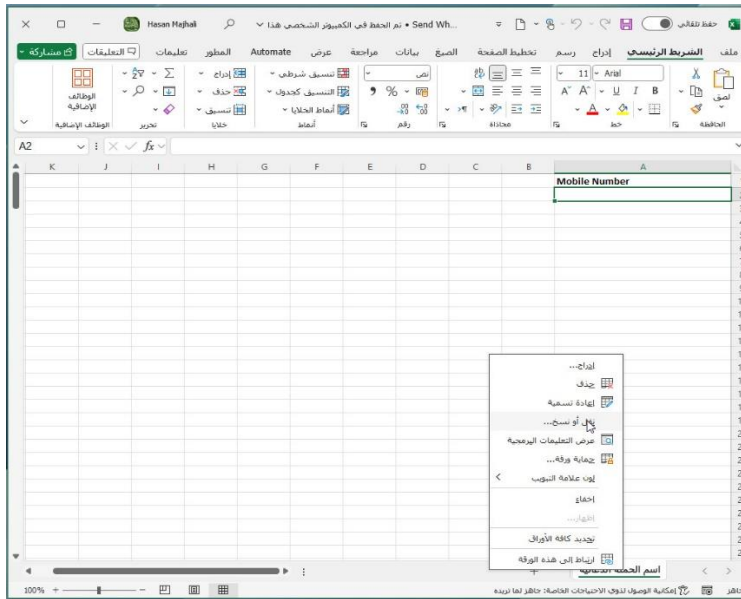 حفظ تلقائي
Send Wh... • تم الحفظ في الكمبيوتر الشخصي هذا
Hasan Majhali
ملف الشريط الرئيسي إدراج رسم تخطيط الصفحة الصيغ بيانات مراجعة عرض Automate المطور تعليمات التعليقات مشاركة
لصق
الحافظة
Arial 11
B I U
خط
محاذاة
نص
%
رقم
تنسيق شرطي
التنسيق كجدول
أنماط الخلايا
أنماط
إدراج
حذف
تنسيق
خلايا
تحرير
الوظائف الإضافية
الوظائف الإضافية
A2 fx
A B C D E F G H I J K
Mobile Number
إدراج...
حذف
إعادة تسمية
نقل أو نسخ...
عرض التعليمات البرمجية
حماية ورقة...
لون علامة التبويب
إخفاء
إظهار...
تحديد كافة الأوراق
ارتباط إلى هذه الورقة
اسم الحملة الدعائية
إمكانية الوصول لذوي الاحتياجات الخاصة: جاهز لما تريده
100%